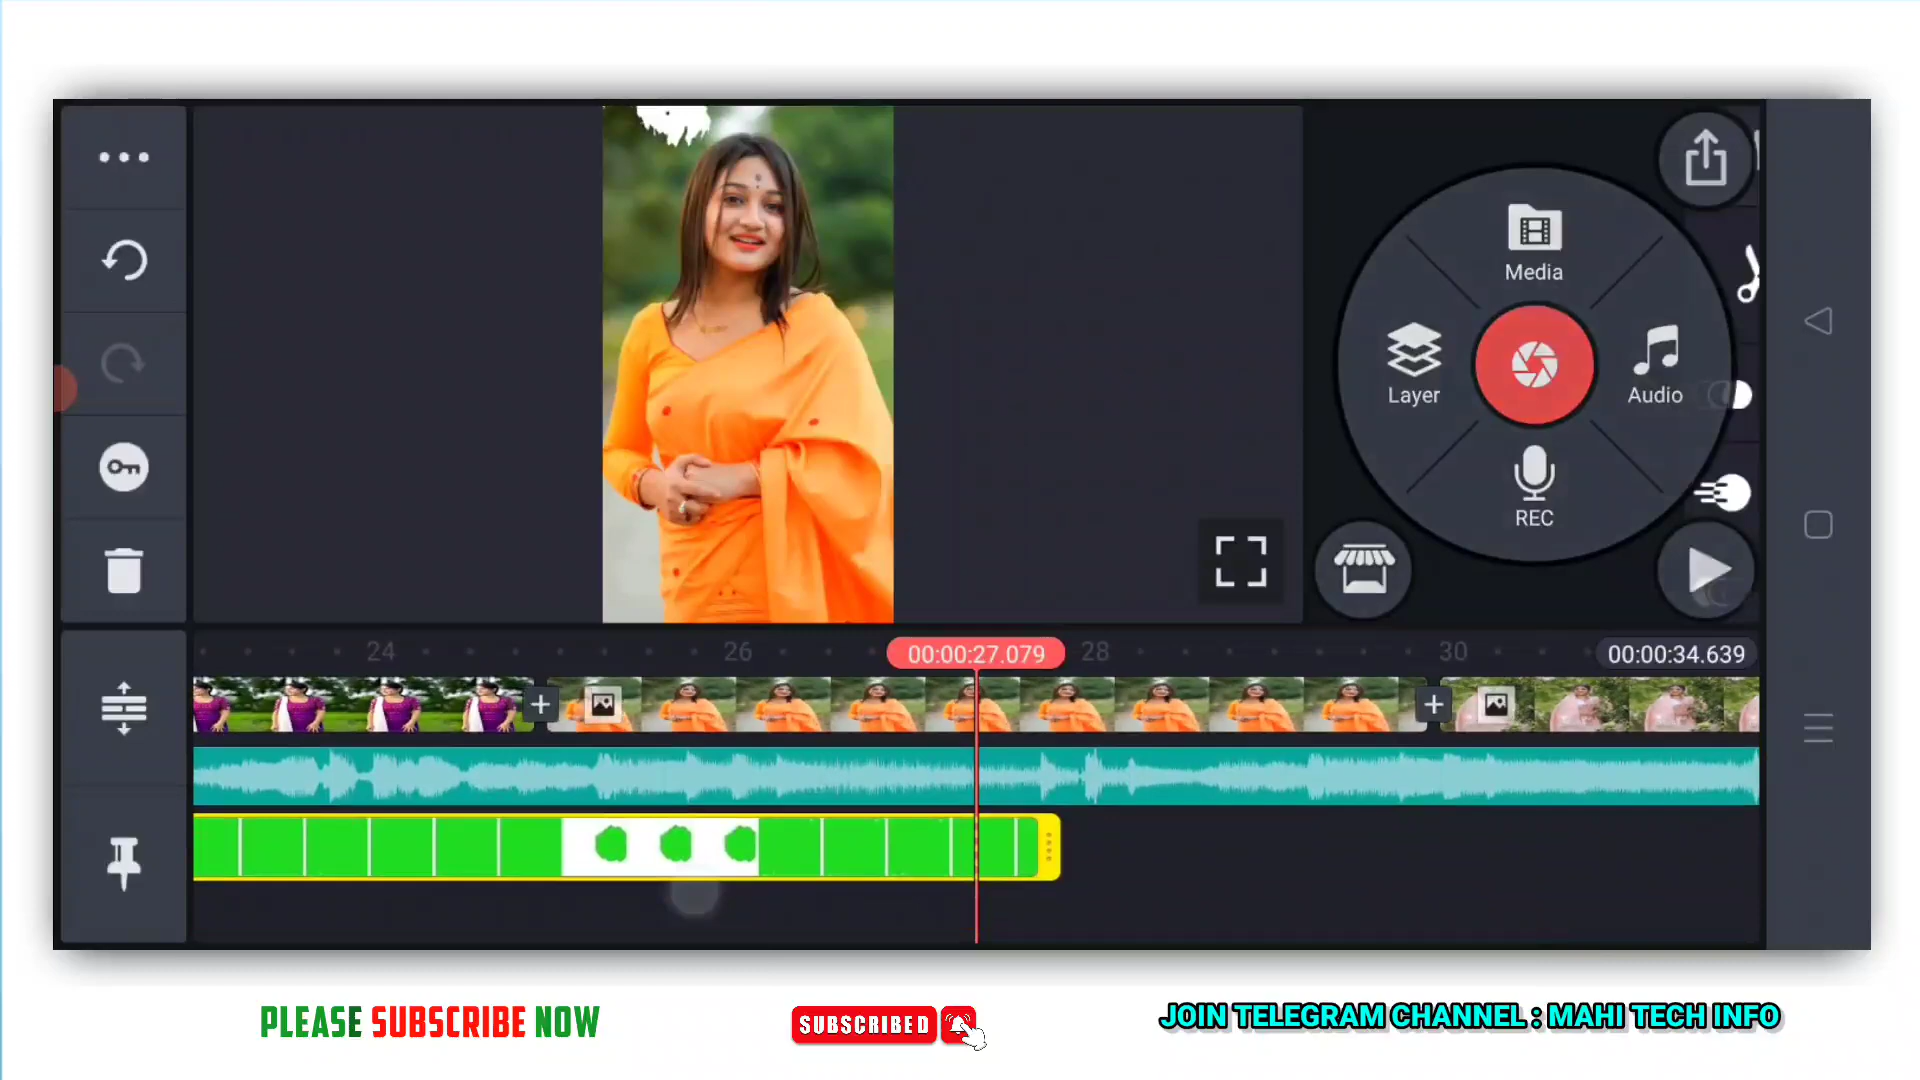 Media
Layer
Audio
REC
24
26
00:00:27.079
28
30
00:00:34.639
PLEASE SUBSCRIBE NOW
SUBSCRIBED
JOIN TELEGRAM CHANNEL : MAHI TECH INFO